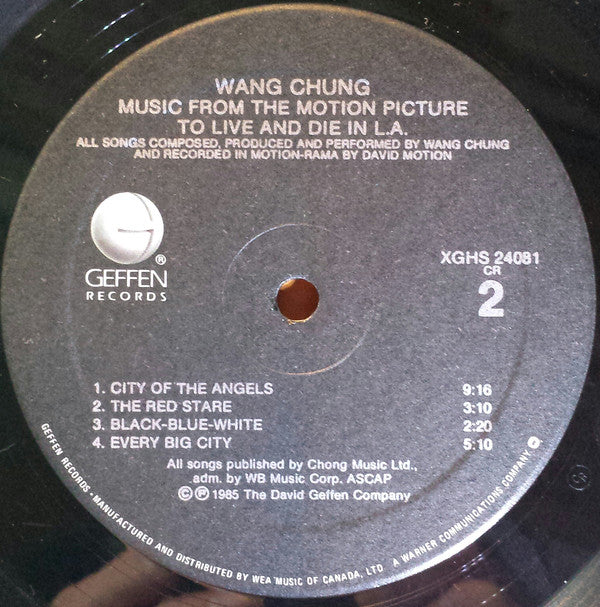 WANG CHUNG
MUSIC FROM THE MOTION PICTURE
TO LIVE AND DIE IN L.A.
ALL SONGS COMPOSED, PRODUCED AND PERFORMED BY WANG CHUNG
AND RECORDED IN MOTION-RAMA BY DAVID MOTION
G ®
GEFFEN
RECORDS
XGHS 24081
CR
2
1. CITY OF THE ANGELS 9:16
2. THE RED STARE 3:10
3. BLACK-BLUE-WHITE 2:20
4. EVERY BIG CITY 5:10
All songs published by Chong Music Ltd.,
adm. by WB Music Corp. ASCAP
© ℗ 1985 The David Geffen Company
GEFFEN RECORDS • MANUFACTURED AND DISTRIBUTED BY WEA MUSIC OF CANADA, LTD A WARNER COMMUNICATIONS COMPANY